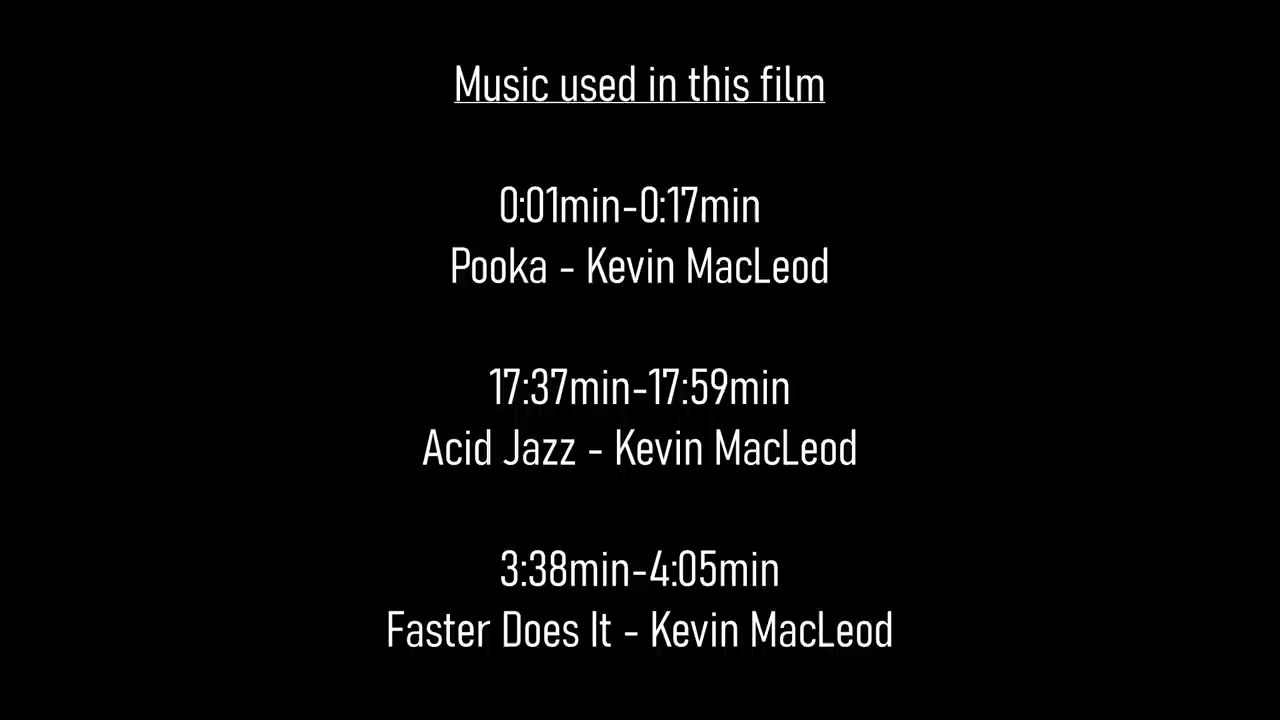 Music used in this film
0:01min-0:17min
Pooka - Kevin MacLeod
17:37min-17:59min
Acid Jazz - Kevin MacLeod
3:38min-4:05min
Faster Does It - Kevin MacLeod